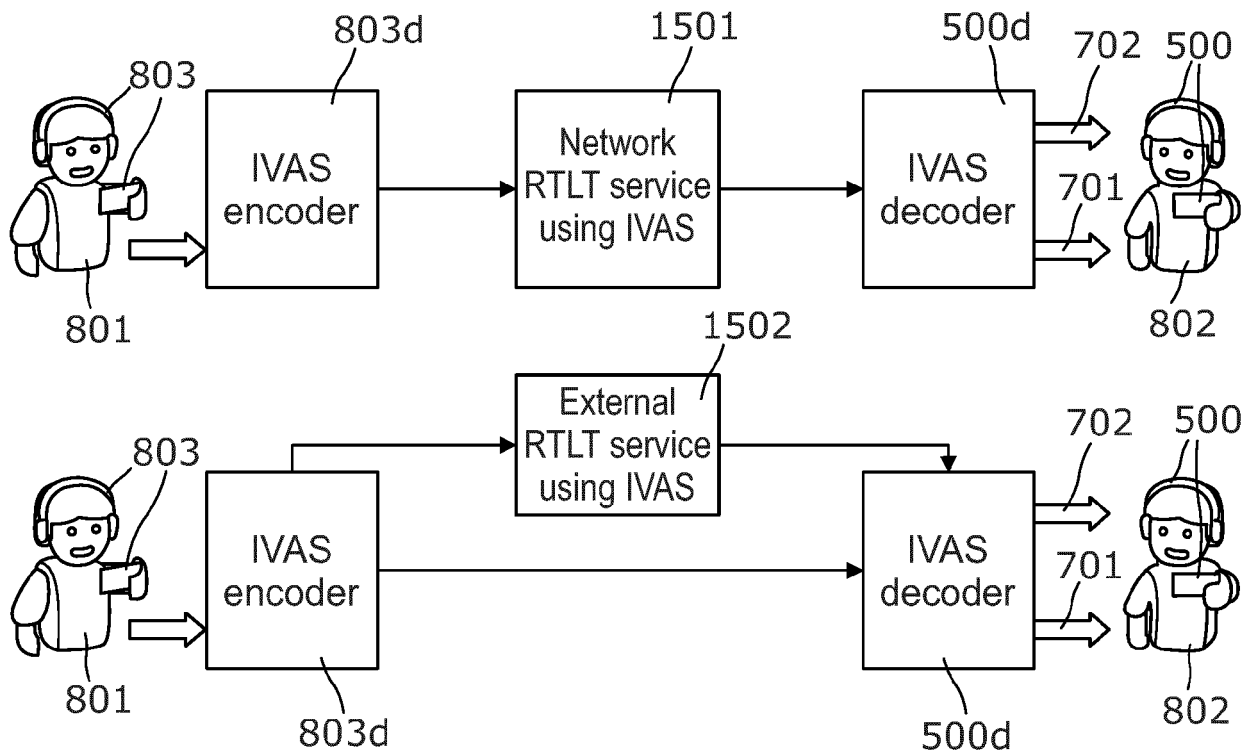 803d
1501
500d
702
500
803
IVAS
encoder
Network
RTLT service
using IVAS
IVAS
decoder
701
801
802
1502
External
RTLT service
using IVAS
702
500
803
IVAS
encoder
IVAS
decoder
701
801
803d
500d
802